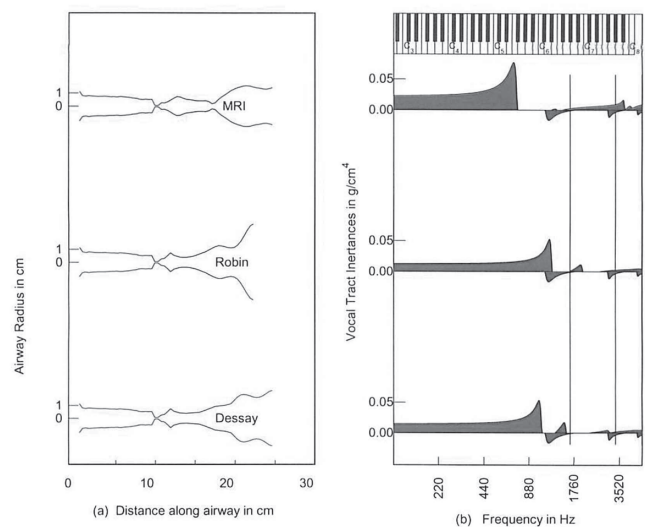 C3 C4 C5 C6 C7 C8
1
0
MRI
1
0
Robin
1
0
Dessay
Airway Radius in cm
0 10 20 30
(a) Distance along airway in cm
0.05
0.00
0.05
0.00
0.05
0.00
Vocal Tract Inertances in g/cm4
220 440 880 1760 3520
(b) Frequency in Hz